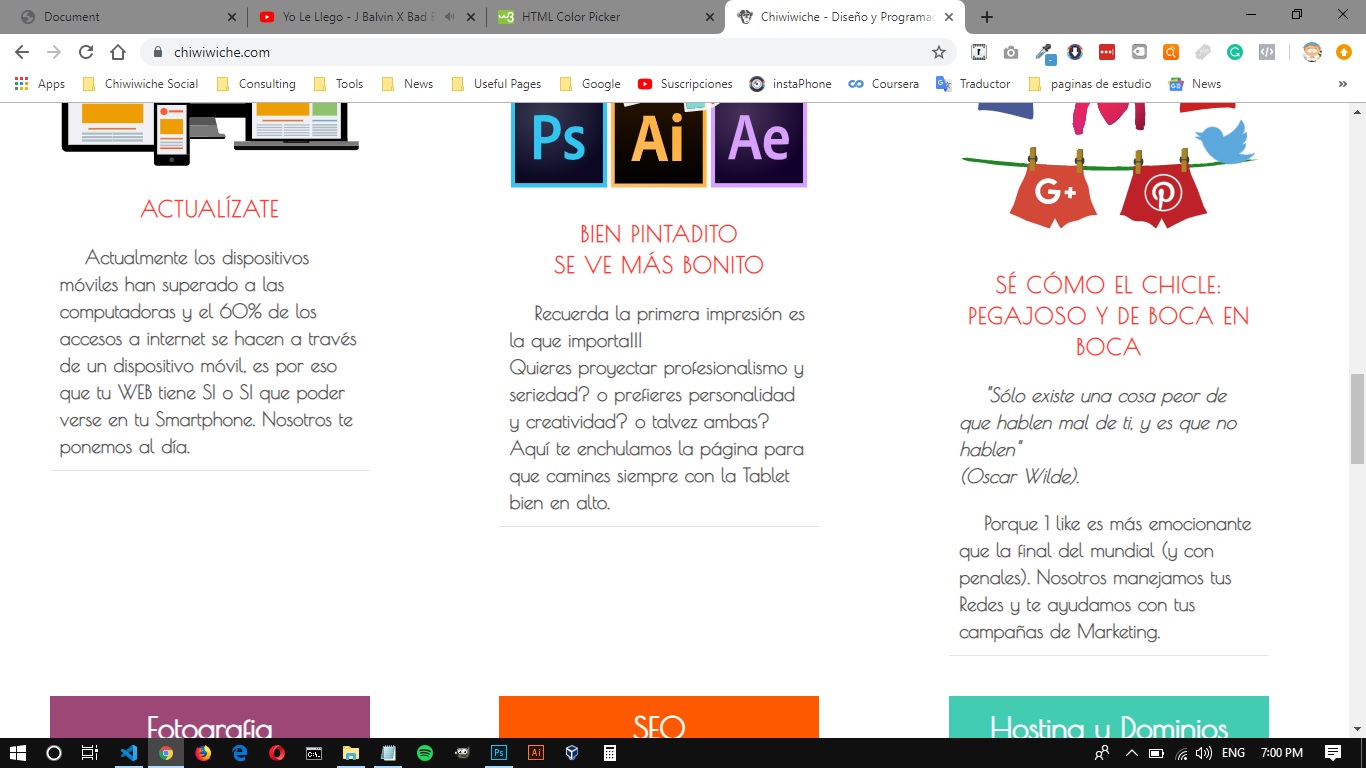 Document
Yo Le Llego - J Balvin X Bad
HTML Color Picker
Chiwiwiche - Diseño y Programac
chiwiwiche.com
Apps
Chiwiwiche Social
Consulting
Tools
News
Useful Pages
Google
Suscripciones
instaPhone
Coursera
Traductor
paginas de estudio
News
»
Ps
Ai
Ae
G+
ACTUALÍZATE
Actualmente los dispositivos
móviles han superado a las
computadoras y el 60% de los
accesos a internet se hacen a través
de un dispositivo móvil, es por eso
que tu WEB tiene SI o SI que poder
verse en tu Smartphone. Nosotros te
ponemos al día.
BIEN PINTADITO
SE VE MÁS BONITO
Recuerda la primera impresión es
la que importa!!!
Quieres proyectar profesionalismo y
seriedad? o prefieres personalidad
y creatividad? o talvez ambas?
Aquí te enchulamos la página para
que camines siempre con la Tablet
bien en alto.
SÉ CÓMO EL CHICLE:
PEGAJOSO Y DE BOCA EN
BOCA
"Sólo existe una cosa peor de
que hablen mal de ti, y es que no
hablen"
(Oscar Wilde).
Porque 1 like es más emocionante
que la final del mundial (y con
penales). Nosotros manejamos tus
Redes y te ayudamos con tus
campañas de Marketing.
Fotografia
SEO
Hosting y Dominios
Ps
Ai
ENG
7:00 PM